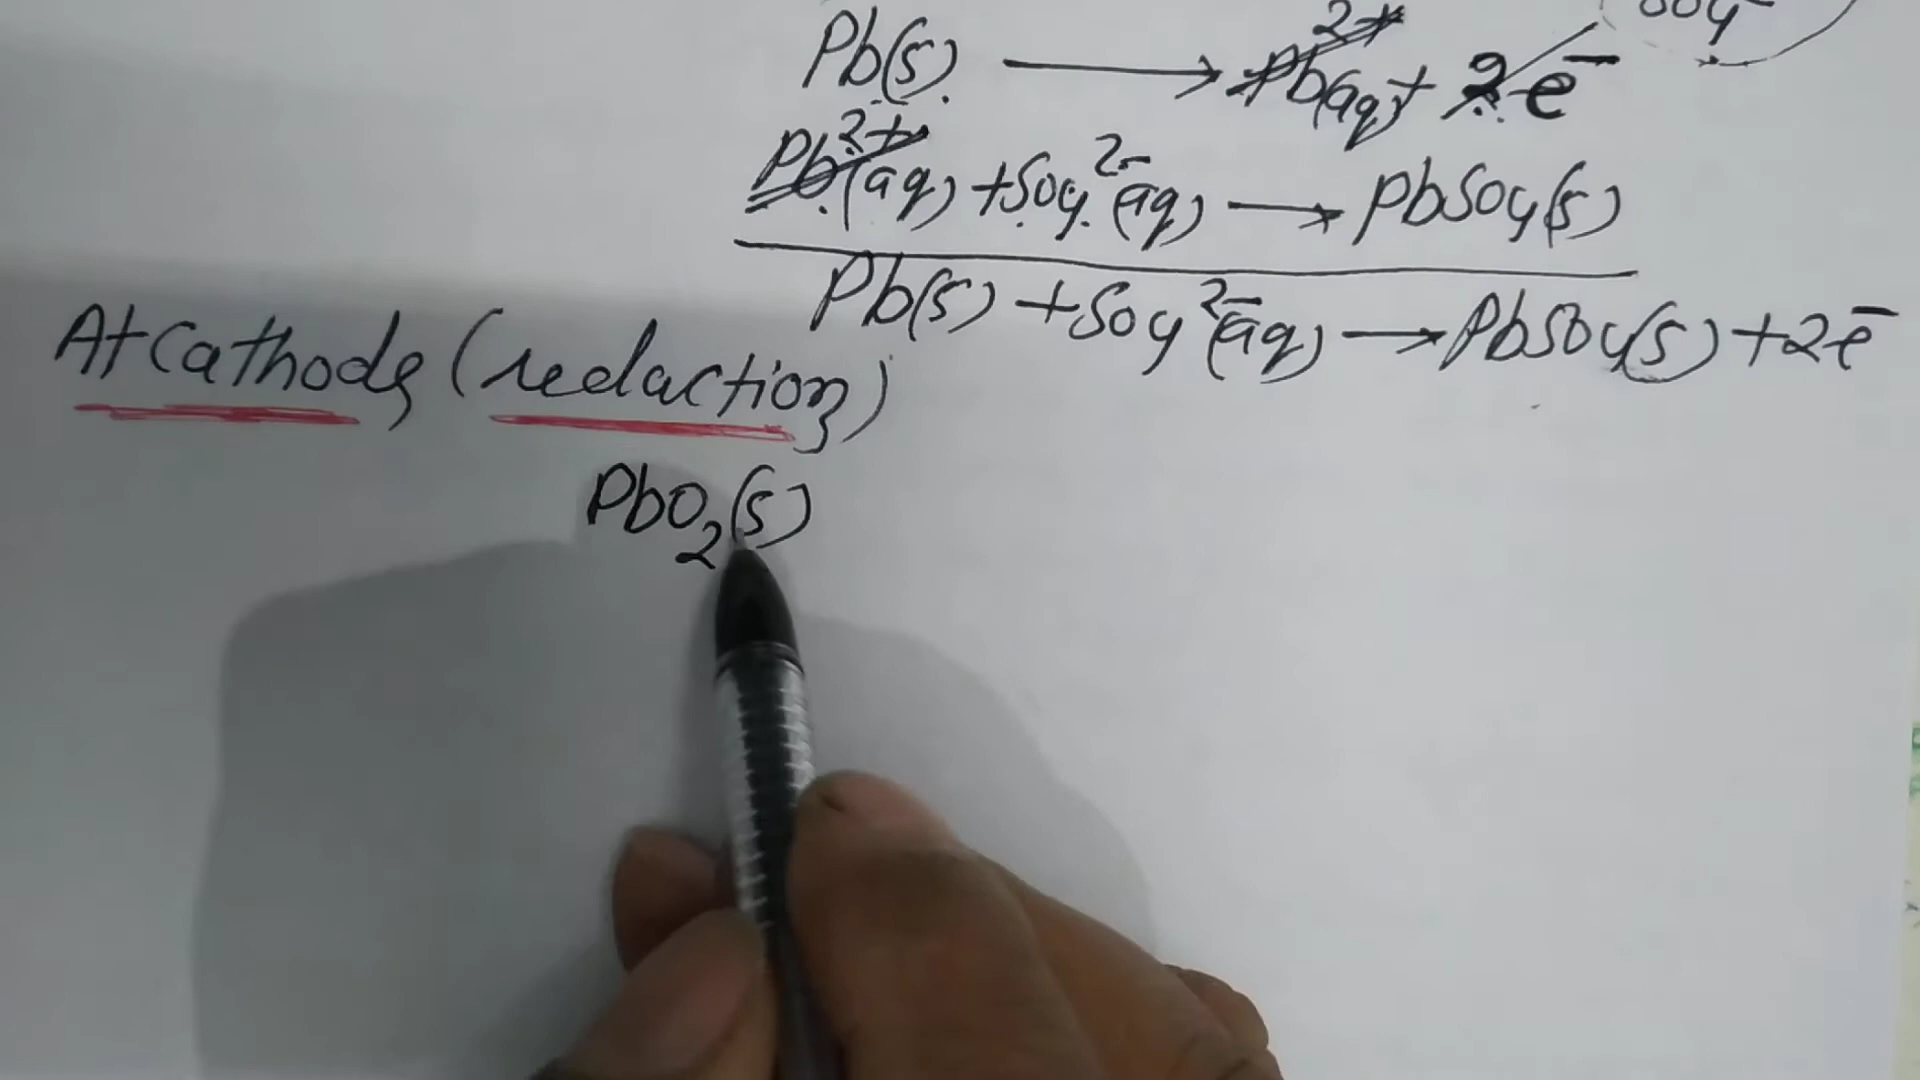 Pb(s) ⟶ Pb²⁺(aq) + 2e⁻
Pb²⁺(aq) + SO₄²⁻(aq) ⟶ PbSO₄(s)
Pb(s) + SO₄²⁻(aq) ⟶ PbSO₄(s) + 2e⁻
At Cathode (reduction)
PbO₂(s)